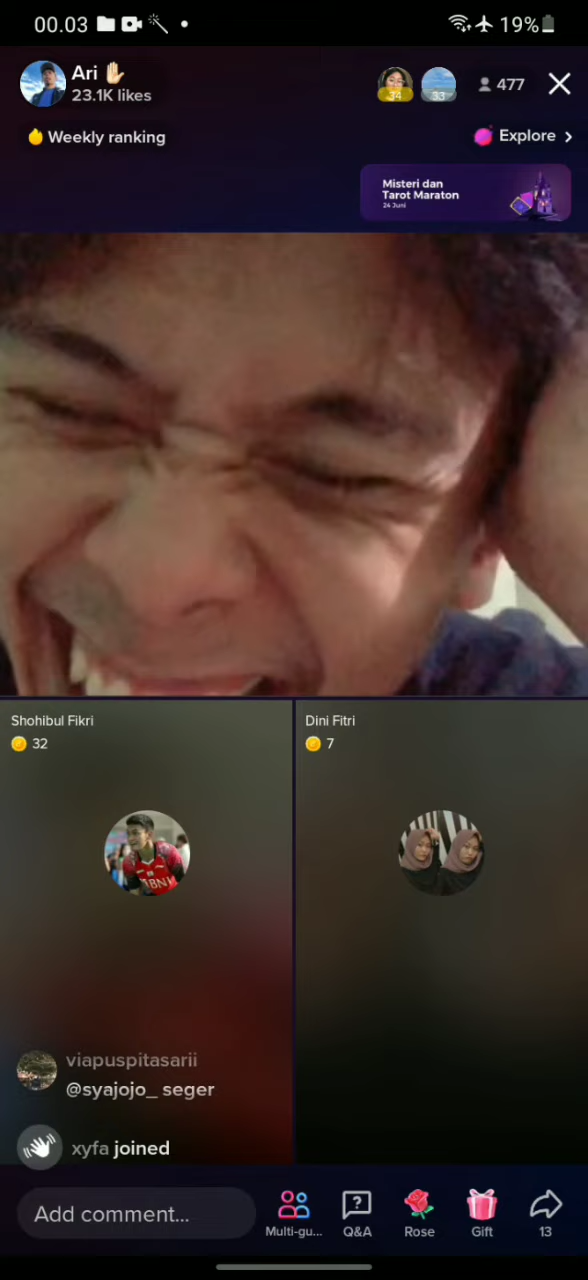 00.03
19%
Ari
23.1K likes
34
33
477
Weekly ranking
Explore
Misteri dan
Tarot Maraton
24 Juni
Shohibul Fikri
32
Dini Fitri
7
BNI
viapuspitasarii
@syajojo_ seger
xyfa joined
Add comment...
Multi-gu...
Q&A
Rose
Gift
13